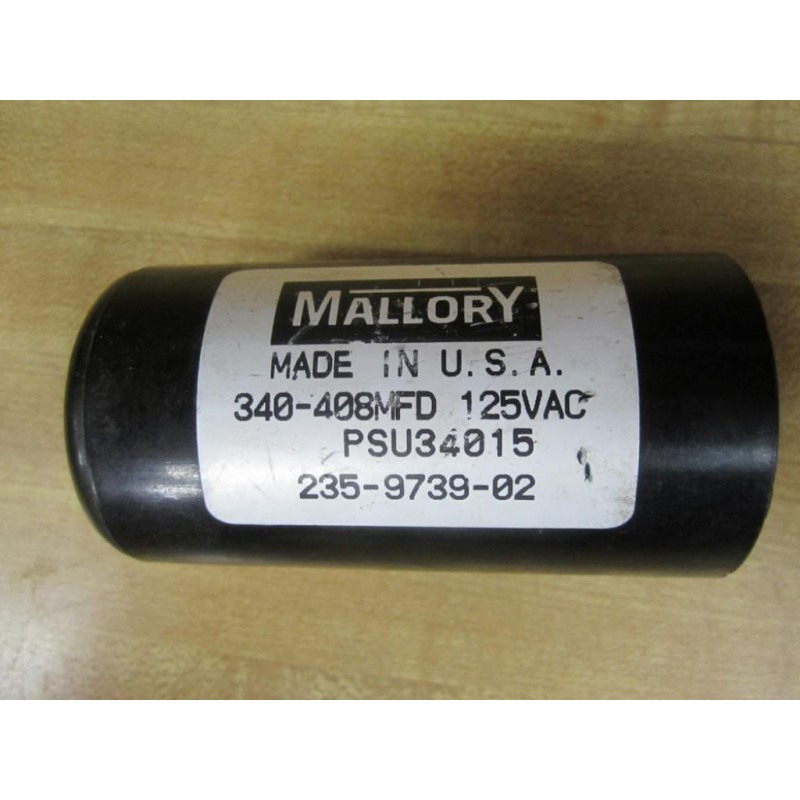 MALLORY
MADE IN U.S.A.
340-408MFD 125VAC
PSU34015
235-9739-02